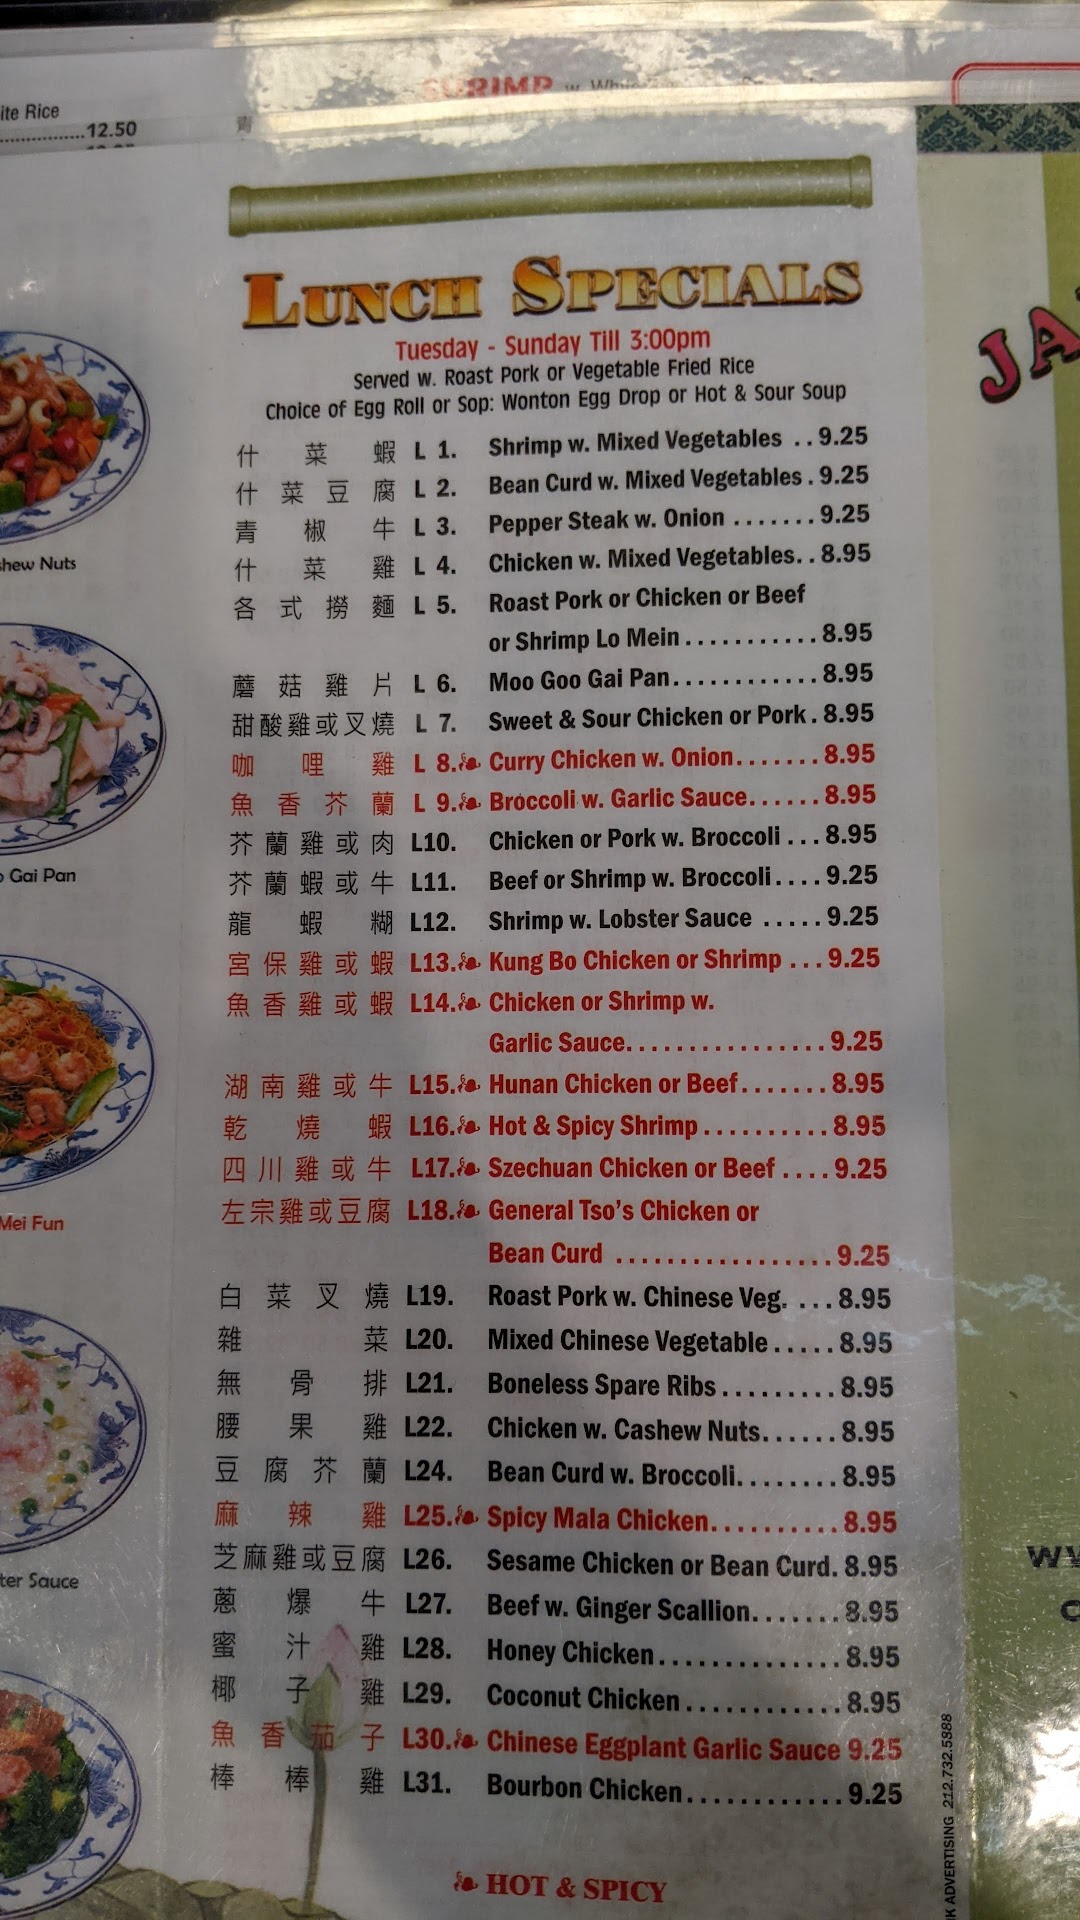 ite Rice
12.50
SHRIMP w.
青
LUNCH SPECIALS
Tuesday - Sunday Till 3:00pm
Served w. Roast Pork or Vegetable Fried Rice
Choice of Egg Roll or Sop: Wonton Egg Drop or Hot & Sour Soup
什菜蝦 L 1. Shrimp w. Mixed Vegetables ..9.25
什菜豆腐 L 2. Bean Curd w. Mixed Vegetables.9.25
青椒牛 L 3. Pepper Steak w. Onion .......9.25
什菜雞 L 4. Chicken w. Mixed Vegetables..8.95
各式撈麵 L 5. Roast Pork or Chicken or Beef
or Shrimp Lo Mein...........8.95
蘑菇雞片 L 6. Moo Goo Gai Pan............8.95
甜酸雞或叉燒 L 7. Sweet & Sour Chicken or Pork.8.95
咖哩雞 L 8. Curry Chicken w. Onion.......8.95
魚香芥蘭 L 9. Broccoli w. Garlic Sauce......8.95
芥蘭雞或肉 L10. Chicken or Pork w. Broccoli ...8.95
芥蘭蝦或牛 L11. Beef or Shrimp w. Broccoli....9.25
龍蝦糊 L12. Shrimp w. Lobster Sauce .....9.25
宮保雞或蝦 L13. Kung Bo Chicken or Shrimp ...9.25
魚香雞或蝦 L14. Chicken or Shrimp w.
Garlic Sauce................9.25
湖南雞或牛 L15. Hunan Chicken or Beef.......8.95
乾燒蝦 L16. Hot & Spicy Shrimp..........8.95
四川雞或牛 L17. Szechuan Chicken or Beef ....9.25
左宗雞或豆腐 L18. General Tso's Chicken or
Bean Curd .................9.25
白菜叉燒 L19. Roast Pork w. Chinese Veg. ...8.95
雜菜 L20. Mixed Chinese Vegetable.....8.95
無骨排 L21. Boneless Spare Ribs.........8.95
腰果雞 L22. Chicken w. Cashew Nuts......8.95
豆腐芥蘭 L24. Bean Curd w. Broccoli........8.95
麻辣雞 L25. Spicy Mala Chicken..........8.95
芝麻雞或豆腐 L26. Sesame Chicken or Bean Curd. 8.95
蔥爆牛 L27. Beef w. Ginger Scallion.......8.95
蜜汁雞 L28. Honey Chicken..............8.95
椰子雞 L29. Coconut Chicken............8.95
魚香茄子 L30. Chinese Eggplant Garlic Sauce 9.25
棒棒雞 L31. Bourbon Chicken............9.25
HOT & SPICY
shew Nuts
o Gai Pan
Mei Fun
ter Sauce
JA
K ADVERTISING 212.732.5888